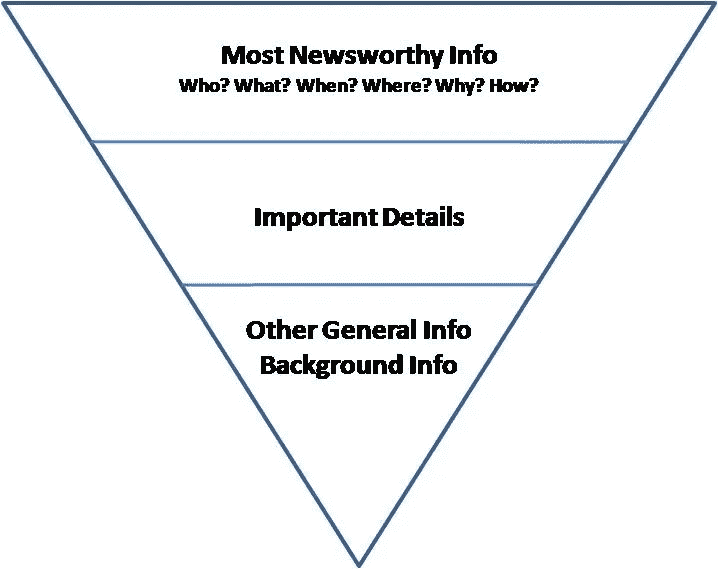 Most Newsworthy Info
Who? What? When? Where? Why? How?
Important Details
Other General Info
Background Info